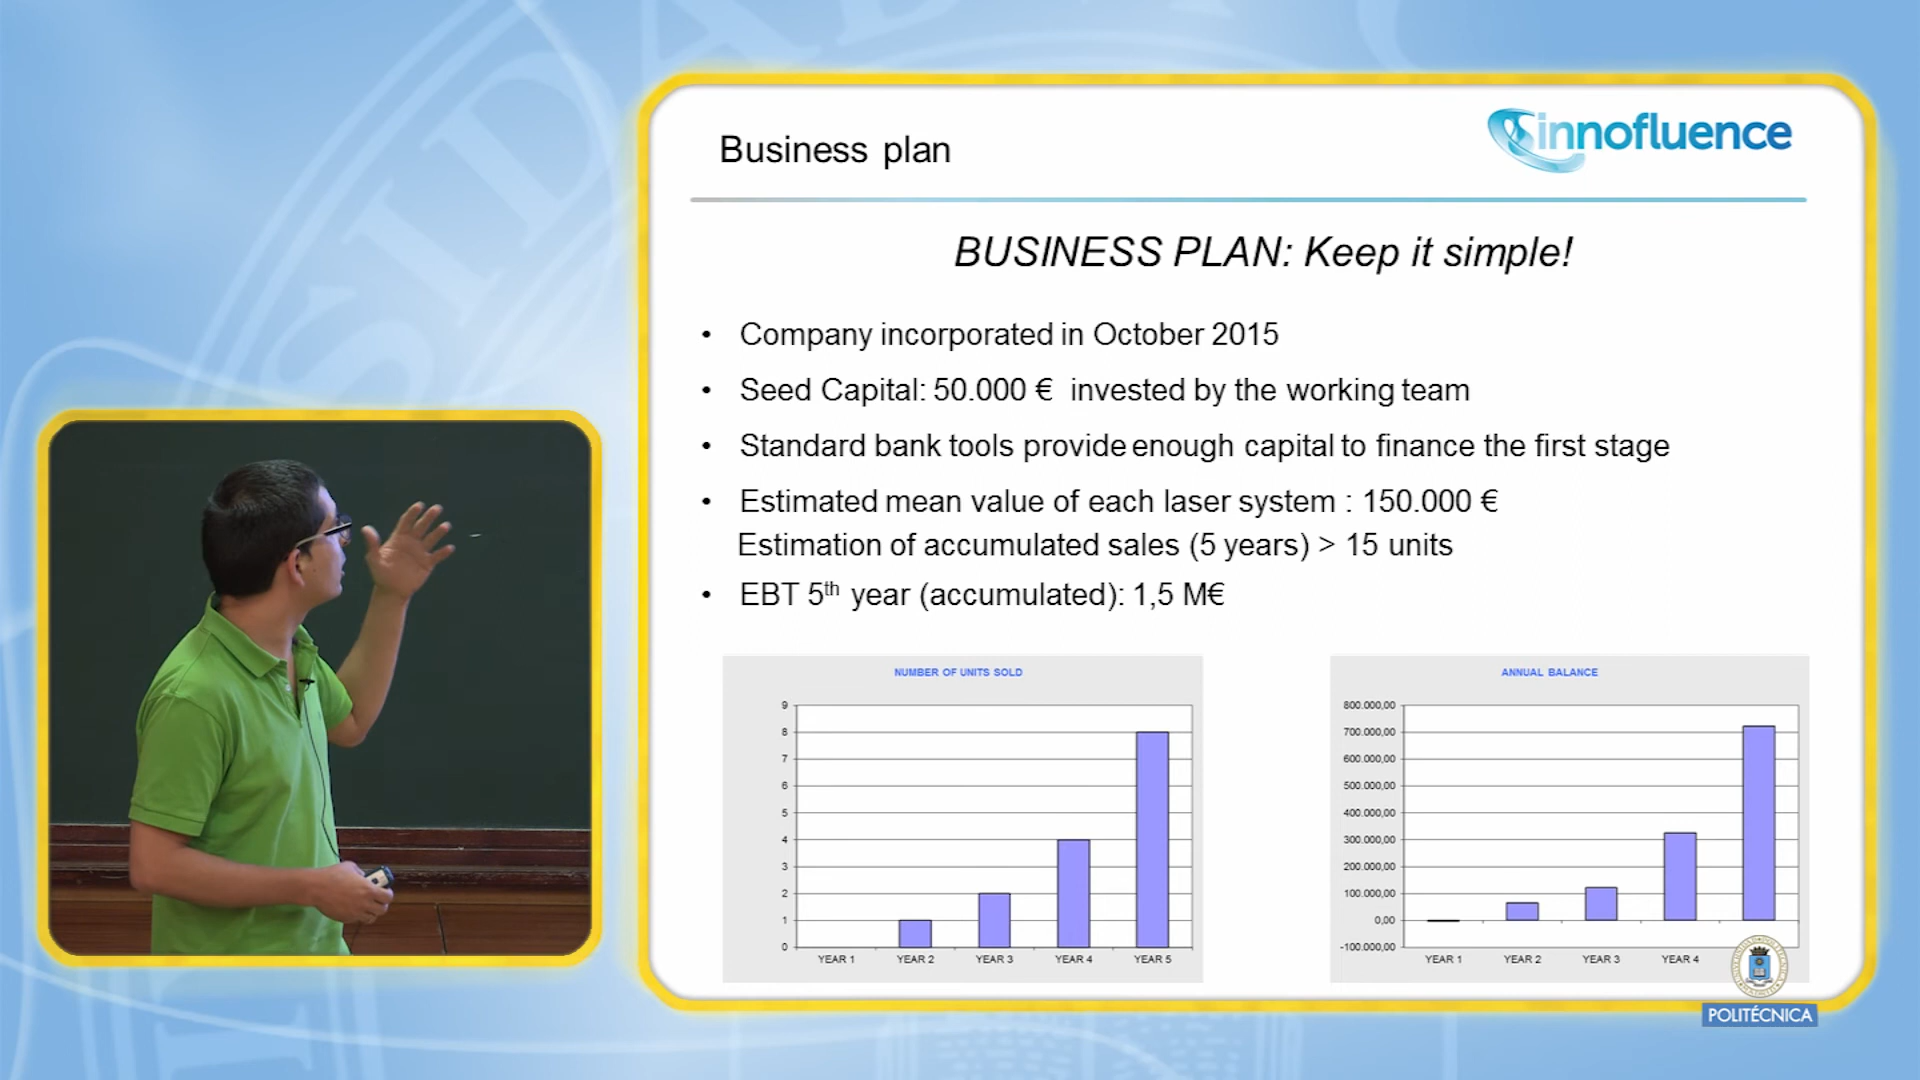 Business plan
innofluence
BUSINESS PLAN: Keep it simple!
• Company incorporated in October 2015
• Seed Capital: 50.000 € invested by the working team
• Standard bank tools provide enough capital to finance the first stage
• Estimated mean value of each laser system : 150.000 €
Estimation of accumulated sales (5 years) > 15 units
• EBT 5th year (accumulated): 1,5 M€
NUMBER OF UNITS SOLD
9
8
7
6
5
4
3
2
1
0
YEAR 1 YEAR 2 YEAR 3 YEAR 4 YEAR 5
ANNUAL BALANCE
800.000,00
700.000,00
600.000,00
500.000,00
400.000,00
300.000,00
200.000,00
100.000,00
0,00
-100.000,00
YEAR 1 YEAR 2 YEAR 3 YEAR 4
POLITÉCNICA